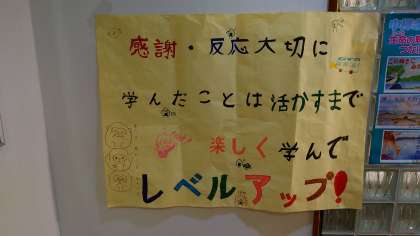 感謝・反応大切に
学んだことは活かすまで
楽しく学んで
レベルアップ!